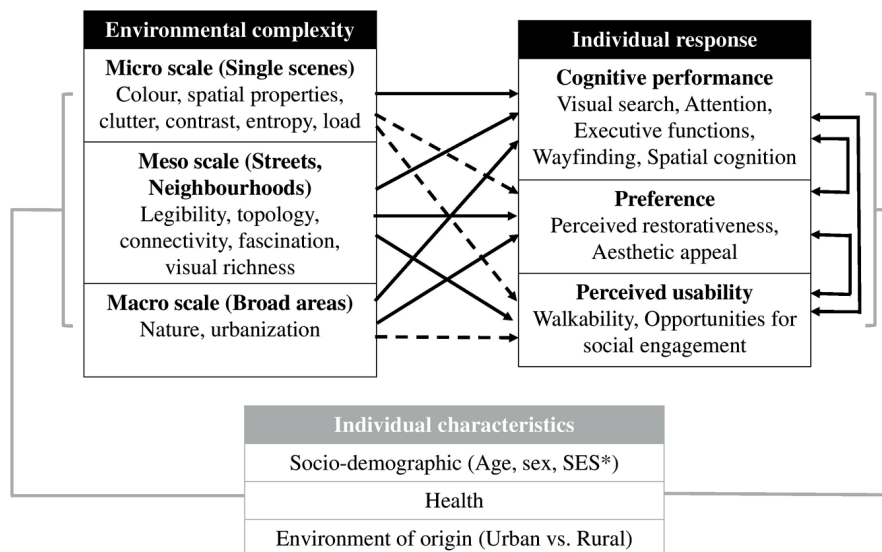 Environmental complexity
Micro scale (Single scenes)
Colour, spatial properties,
clutter, contrast, entropy, load
Meso scale (Streets,
Neighbourhoods)
Legibility, topology,
connectivity, fascination,
visual richness
Macro scale (Broad areas)
Nature, urbanization
Individual response
Cognitive performance
Visual search, Attention,
Executive functions,
Wayfinding, Spatial cognition
Preference
Perceived restorativeness,
Aesthetic appeal
Perceived usability
Walkability, Opportunities for
social engagement
Individual characteristics
Socio-demographic (Age, sex, SES*)
Health
Environment of origin (Urban vs. Rural)